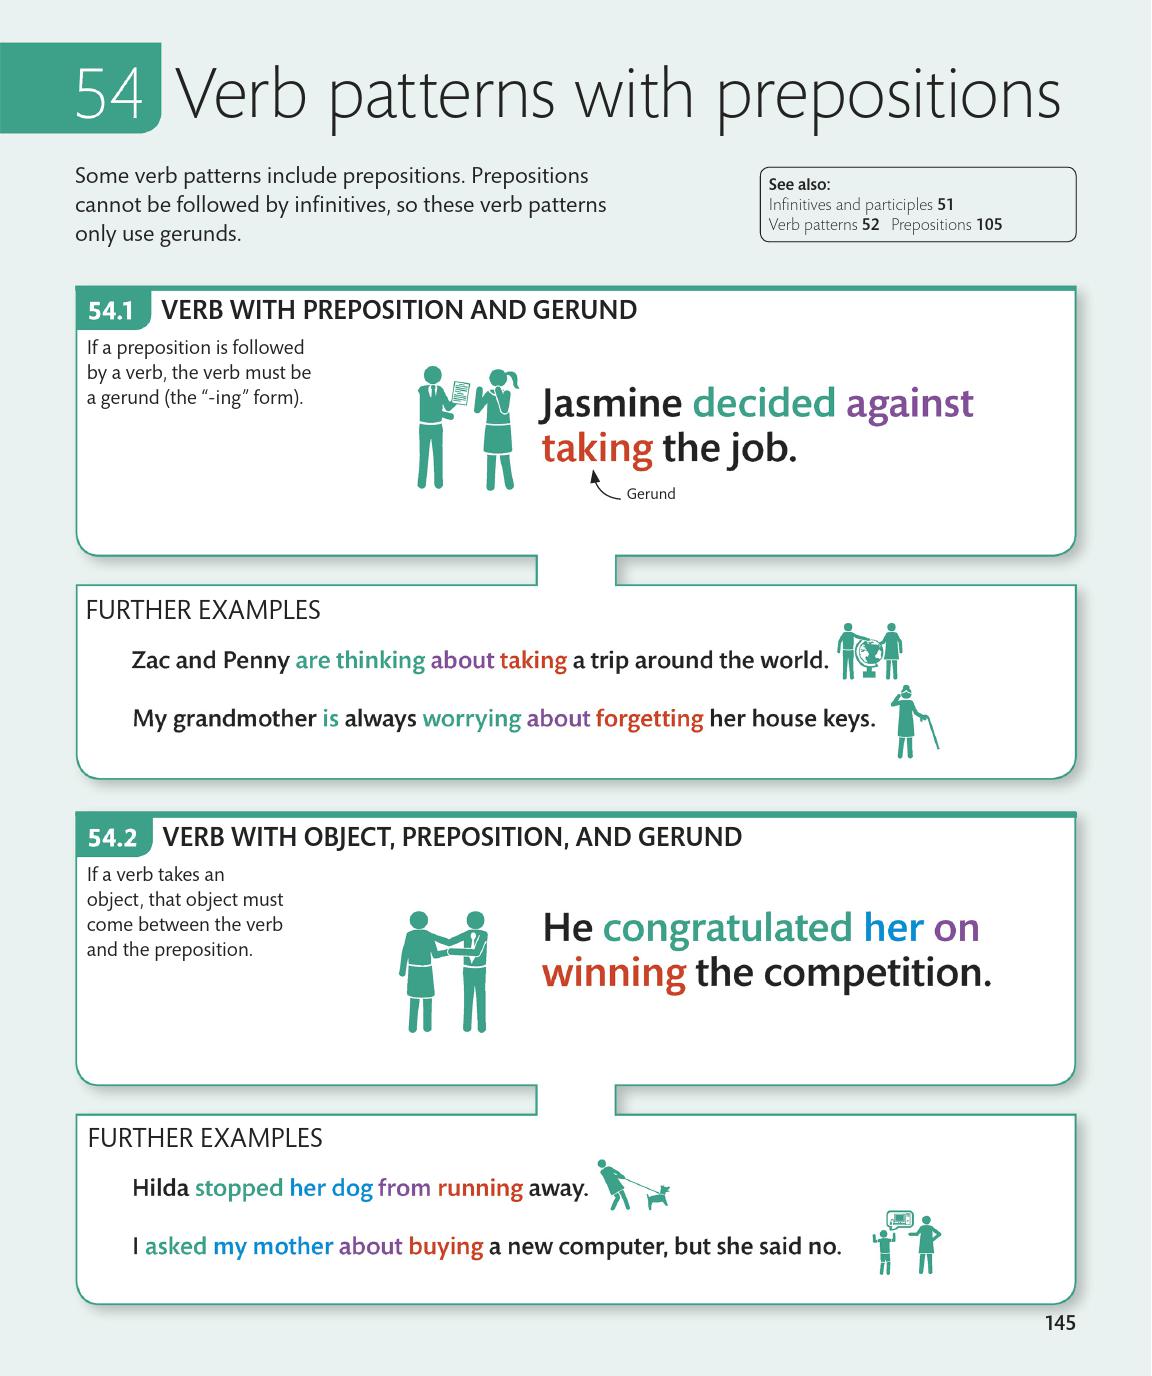 54 Verb patterns with prepositions
Some verb patterns include prepositions. Prepositions
cannot be followed by infinitives, so these verb patterns
only use gerunds.
See also:
Infinitives and participles 51
Verb patterns 52 Prepositions 105
54.1 VERB WITH PREPOSITION AND GERUND
If a preposition is followed
by a verb, the verb must be
a gerund (the “-ing” form).
Jasmine decided against
taking the job.
Gerund
FURTHER EXAMPLES
Zac and Penny are thinking about taking a trip around the world.
My grandmother is always worrying about forgetting her house keys.
54.2 VERB WITH OBJECT, PREPOSITION, AND GERUND
If a verb takes an
object, that object must
come between the verb
and the preposition.
He congratulated her on
winning the competition.
FURTHER EXAMPLES
Hilda stopped her dog from running away.
I asked my mother about buying a new computer, but she said no.
145